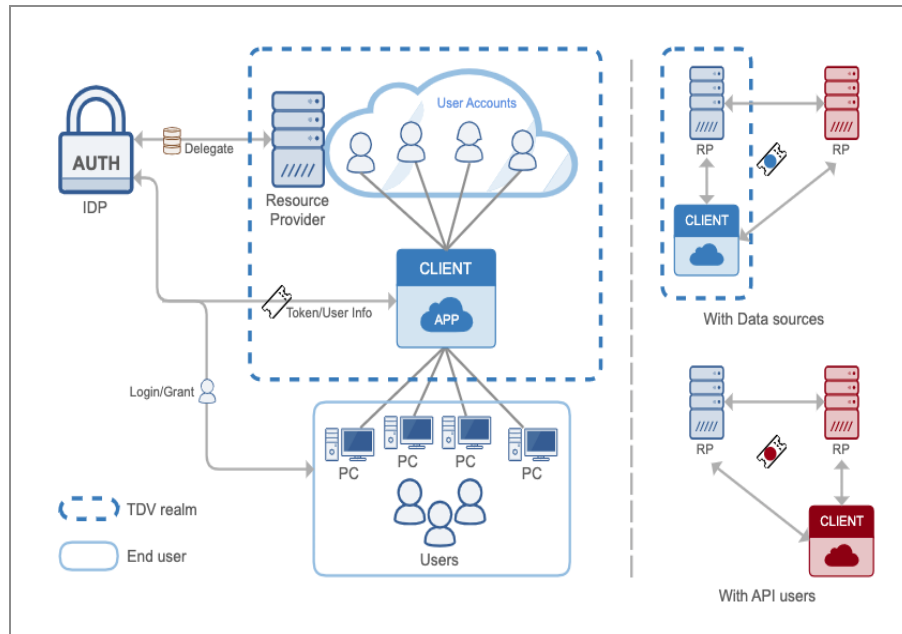 User Accounts
AUTH
IDP
Delegate
Resource
Provider
CLIENT
APP
Token/User Info
Login/Grant
PC
PC
PC
PC
Users
TDV realm
End user
RP
RP
CLIENT
With Data sources
RP
RP
CLIENT
With API users